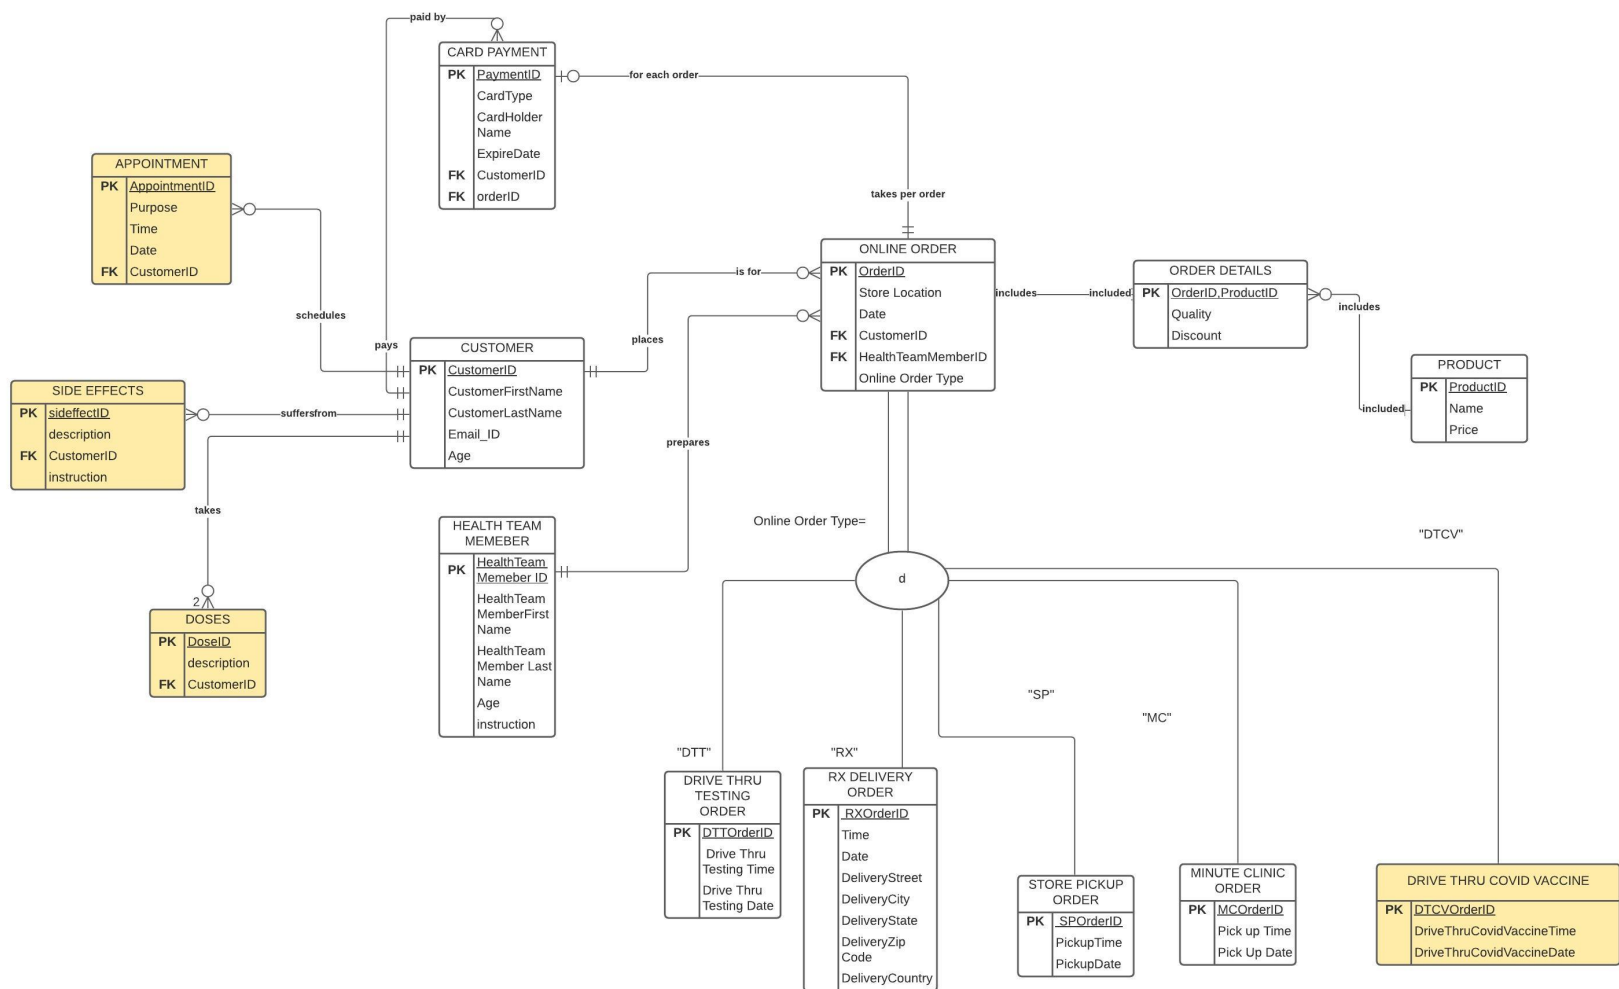 paid by
CARD PAYMENT
PK PaymentID
CardType
CardHolder
Name
ExpireDate
FK CustomerID
FK orderID
for each order
takes per order
APPOINTMENT
PK AppointmentID
Purpose
Time
Date
FK CustomerID
schedules
pays
is for
places
ONLINE ORDER
PK OrderID
Store Location
Date
FK CustomerID
FK HealthTeamMemberID
Online Order Type
includes
included
ORDER DETAILS
PK OrderID,ProductID
Quality
Discount
includes
included
PRODUCT
PK ProductID
Name
Price
CUSTOMER
PK CustomerID
CustomerFirstName
CustomerLastName
Email_ID
Age
SIDE EFFECTS
PK sideffectID
description
FK CustomerID
instruction
suffersfrom
takes
prepares
2
DOSES
PK DoseID
description
FK CustomerID
HEALTH TEAM
MEMEBER
PK HealthTeam
Memeber ID
HealthTeam
MemberFirst
Name
HealthTeam
Member Last
Name
Age
instruction
Online Order Type=
d
"DTCV"
"SP"
"MC"
"DTT"
"RX"
DRIVE THRU
TESTING
ORDER
PK DTTOrderID
Drive Thru
Testing Time
Drive Thru
Testing Date
RX DELIVERY
ORDER
PK RXOrderID
Time
Date
DeliveryStreet
DeliveryCity
DeliveryState
DeliveryZip
Code
DeliveryCountry
STORE PICKUP
ORDER
PK SPOrderID
PickupTime
PickupDate
MINUTE CLINIC
ORDER
PK MCOrderID
Pick up Time
Pick Up Date
DRIVE THRU COVID VACCINE
PK DTCVOrderID
DriveThruCovidVaccineTime
DriveThruCovidVaccineDate